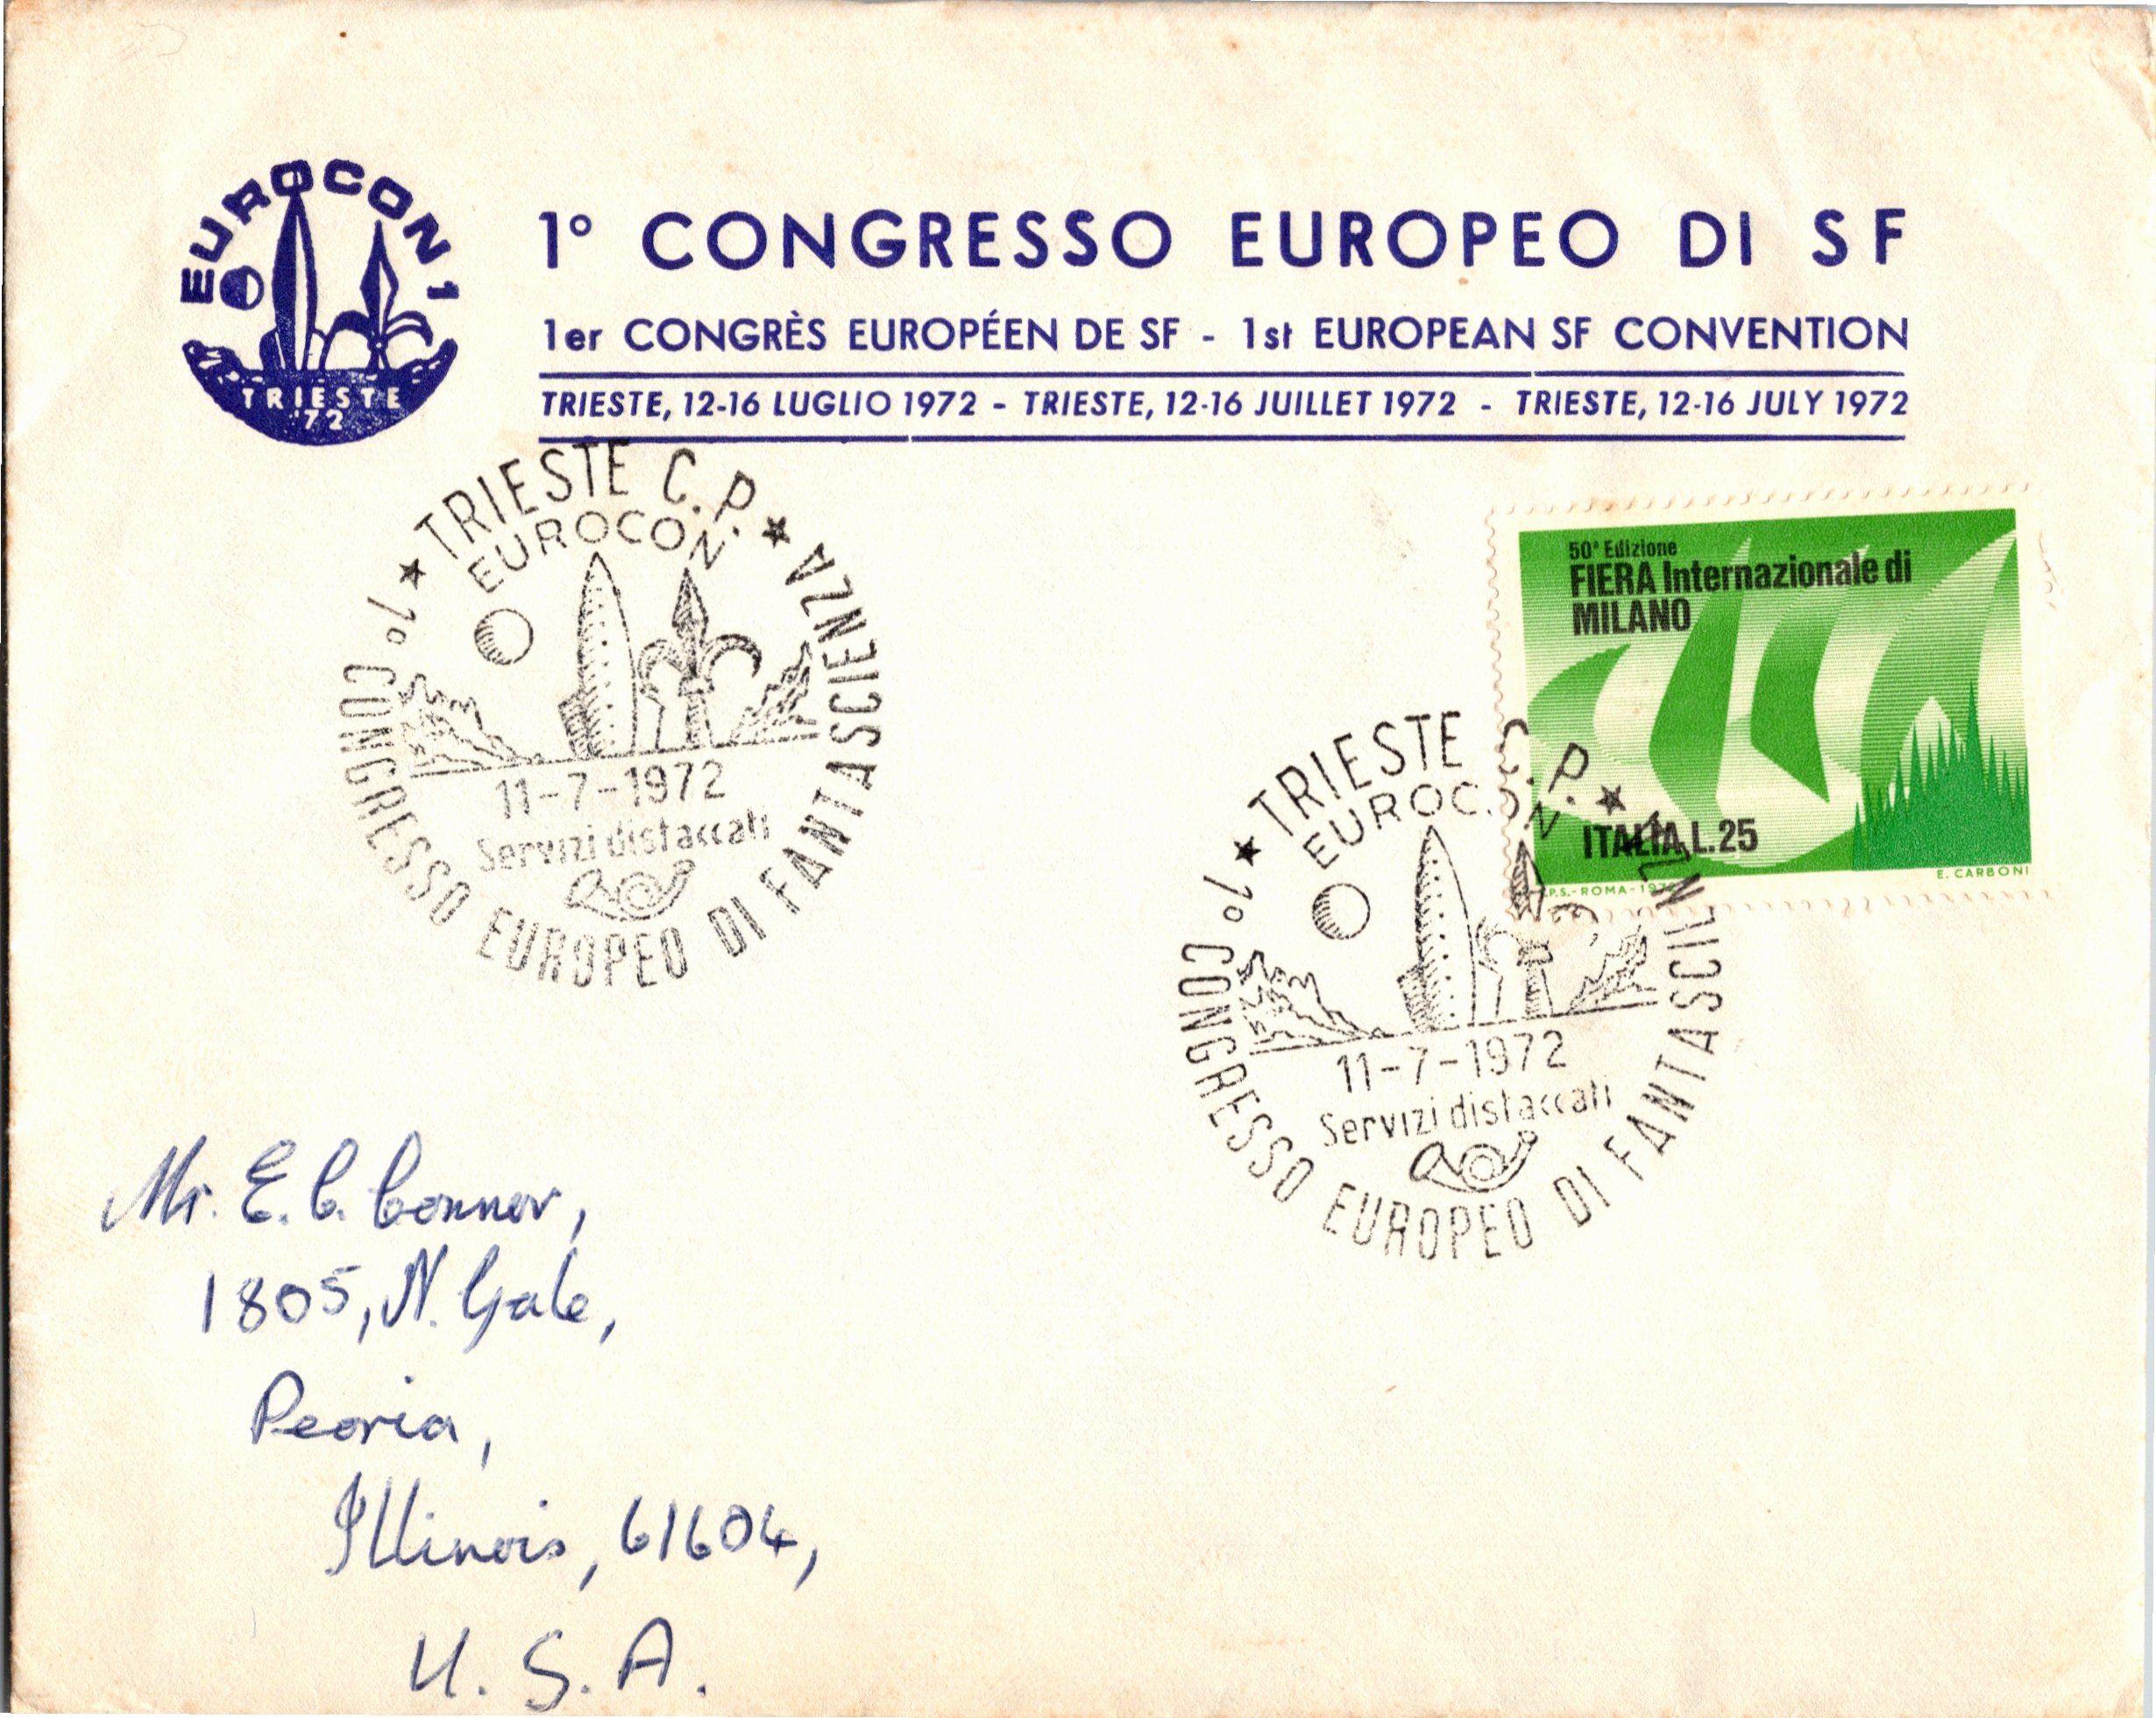 EUROCON 1
TRIESTE
'72
1° CONGRESSO EUROPEO DI SF
1er CONGRÈS EUROPÉEN DE SF - 1st EUROPEAN SF CONVENTION
TRIESTE, 12-16 LUGLIO 1972 - TRIESTE, 12-16 JUILLET 1972 - TRIESTE, 12-16 JULY 1972
★ TRIESTE C.P. ★
EUROCON
1° CONGRESSO EUROPEO DI FANTASCIENZA
11-7-1972
Servizi distaccati
50ª Edizione
FIERA Internazionale di
MILANO
ITALIA L.25
I.P.S.-ROMA-1972
E. CARBONI
★ TRIESTE C.P. ★
EUROCON
1° CONGRESSO EUROPEO DI FANTASCIENZA
11-7-1972
Servizi distaccati
Mr. E. C. Connor,
1805, N. Gale,
Peoria,
Illinois, 61604,
U. S. A.